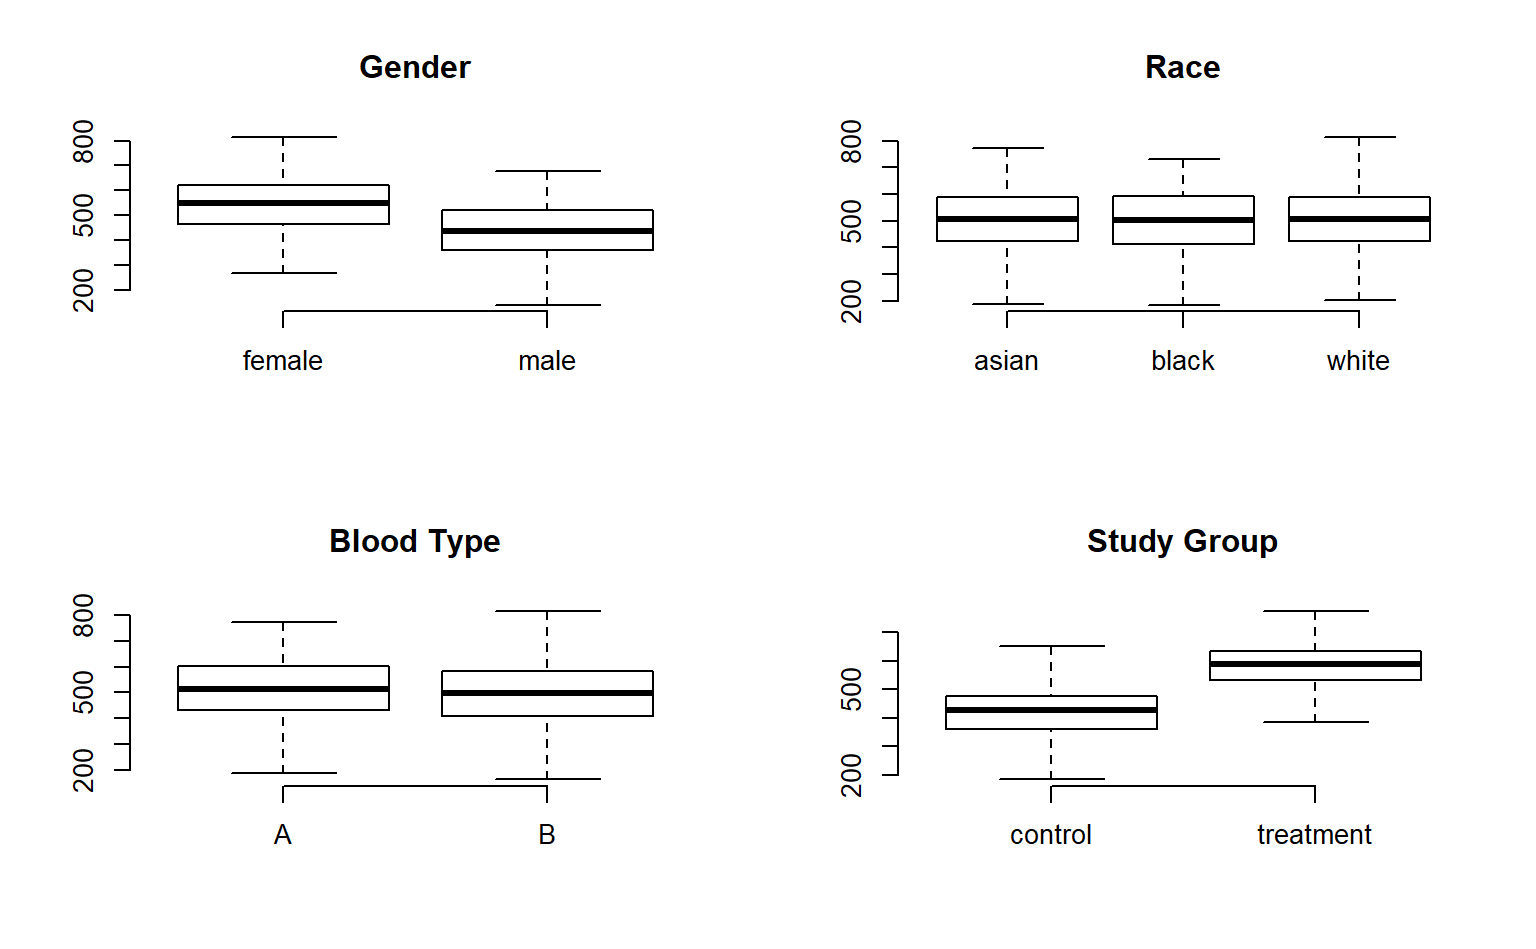 Gender
800
500
200
female male
Race
800
500
200
asian black white
Blood Type
800
500
200
A B
Study Group
500
200
control treatment